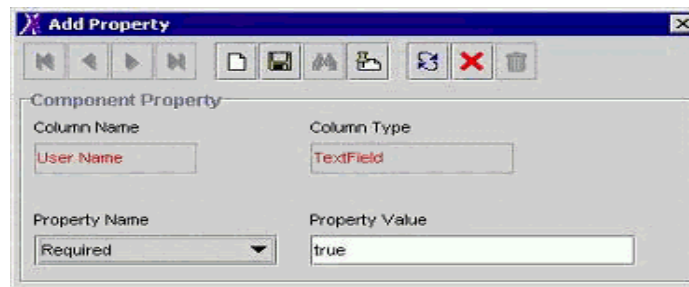 Add Property
Component Property
Column Name
Column Type
User Name
TextField
Property Name
Property Value
Required
true